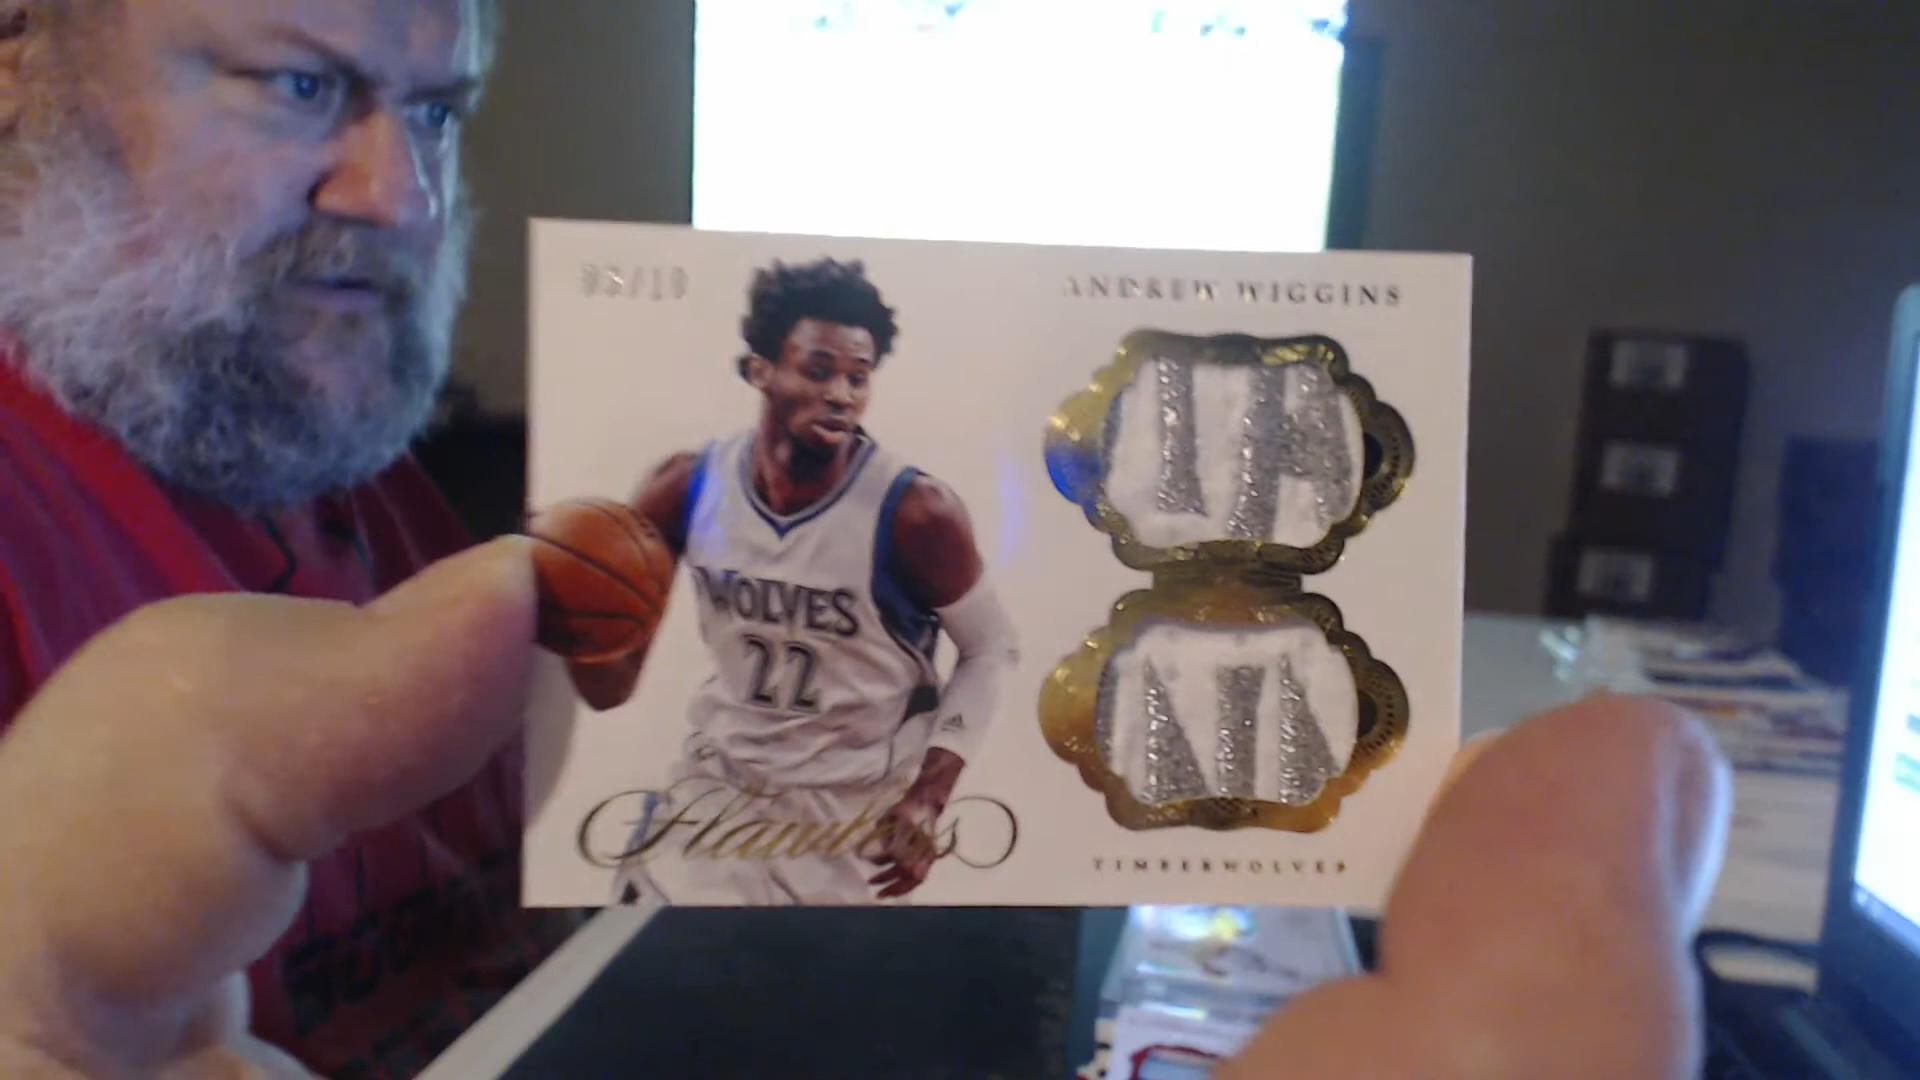 ANDREW WIGGINS
WOLVES
22
Flawless
TIMBERWOLVES